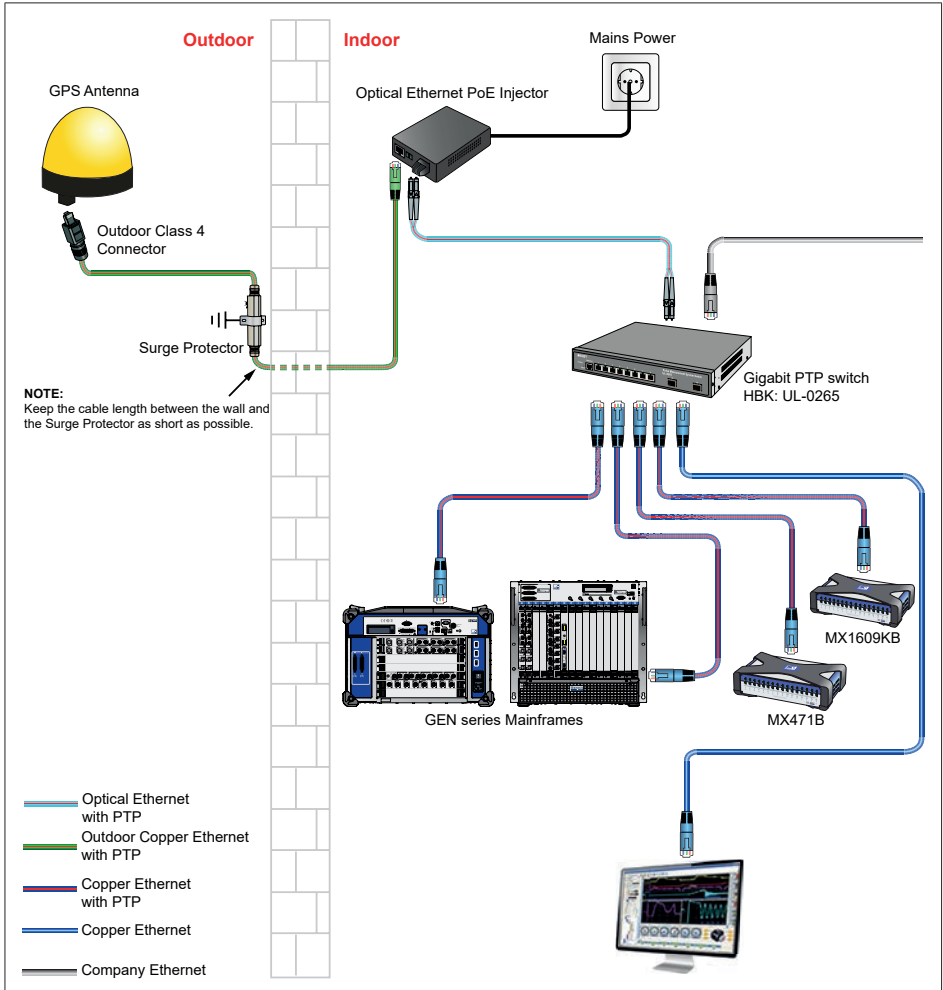 Outdoor
Indoor
Mains Power
GPS Antenna
Optical Ethernet PoE Injector
Outdoor Class 4
Connector
Surge Protector
NOTE:
Keep the cable length between the wall and
the Surge Protector as short as possible.
Gigabit PTP switch
HBK: UL-0265
MX1609KB
MX471B
GEN series Mainframes
Optical Ethernet
with PTP
Outdoor Copper Ethernet
with PTP
Copper Ethernet
with PTP
Copper Ethernet
Company Ethernet